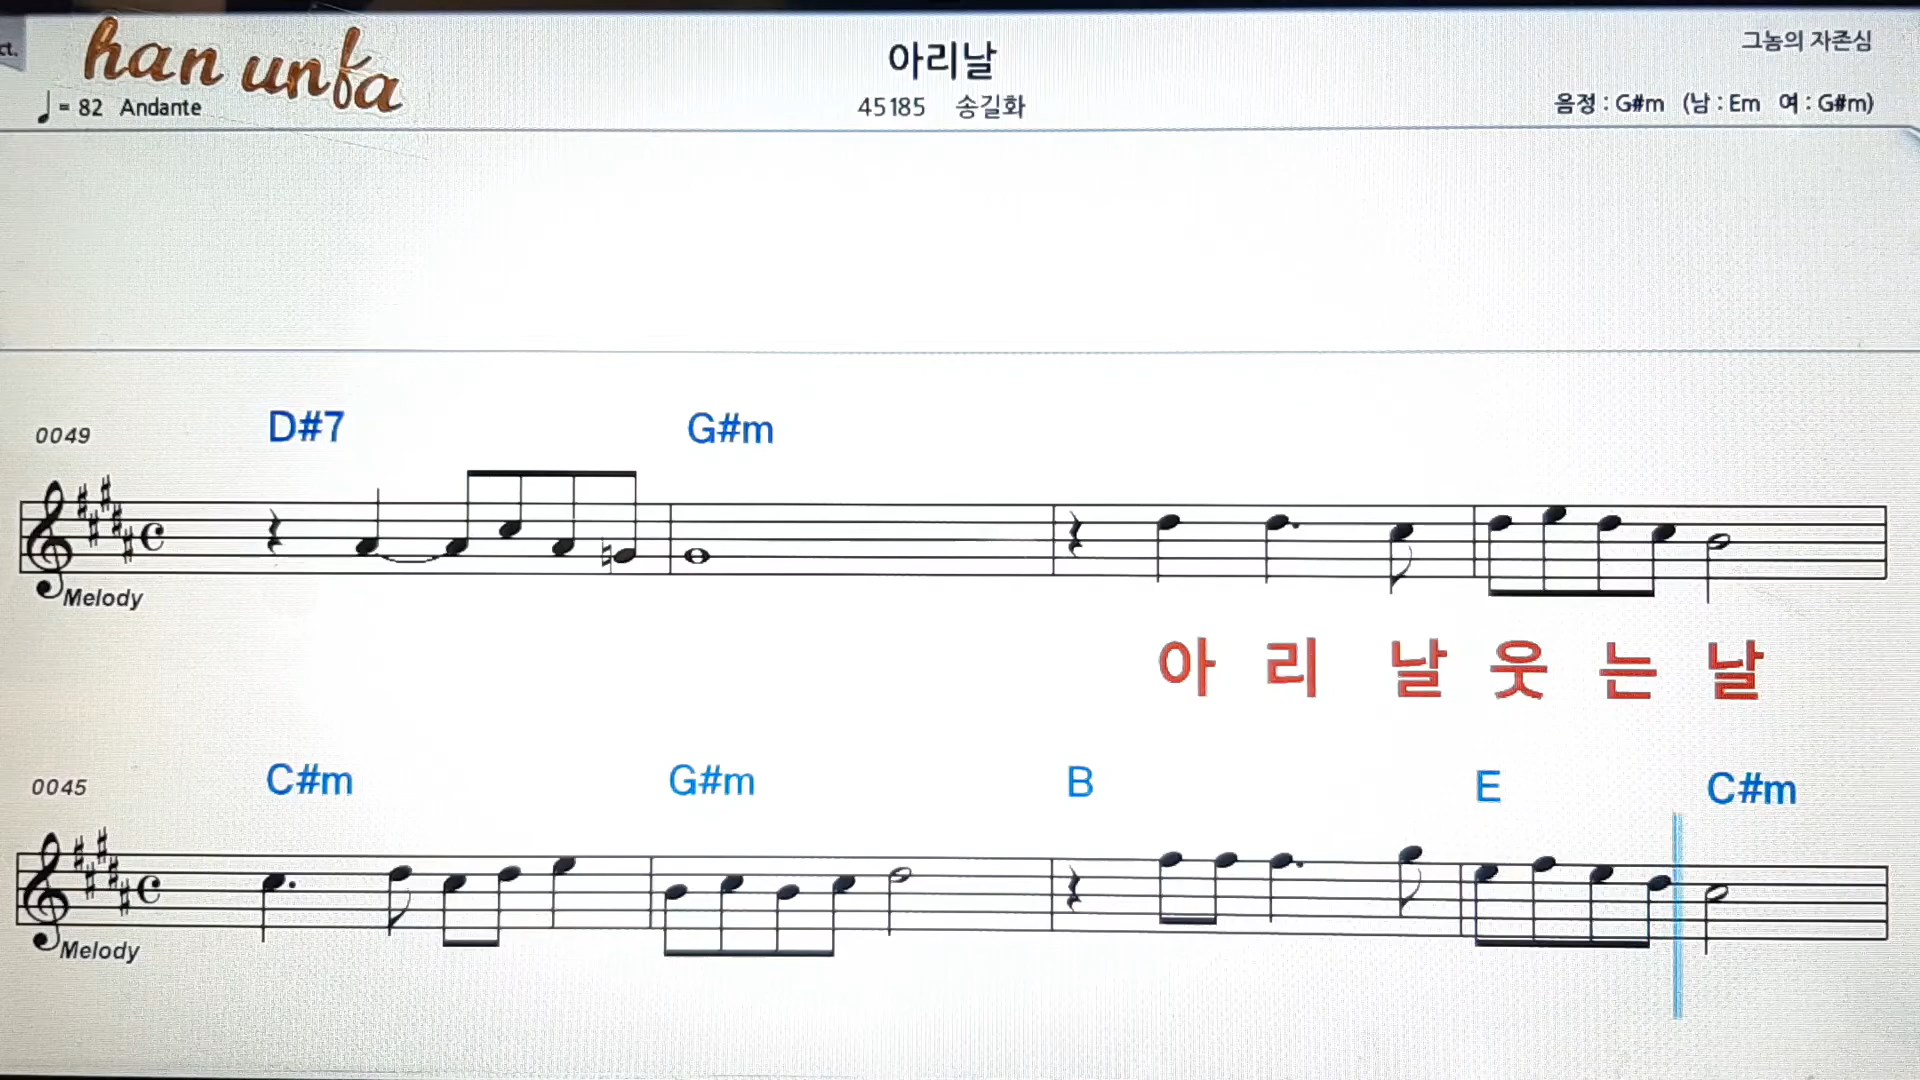 ct.
han unfa
아리날
그놈의 자존심
= 82 Andante
45185 송길화
음정 : G#m (남 : Em 여 : G#m)
0049 D#7 G#m
Melody
아 리 날 웃 는 날
0045 C#m G#m B E C#m
Melody